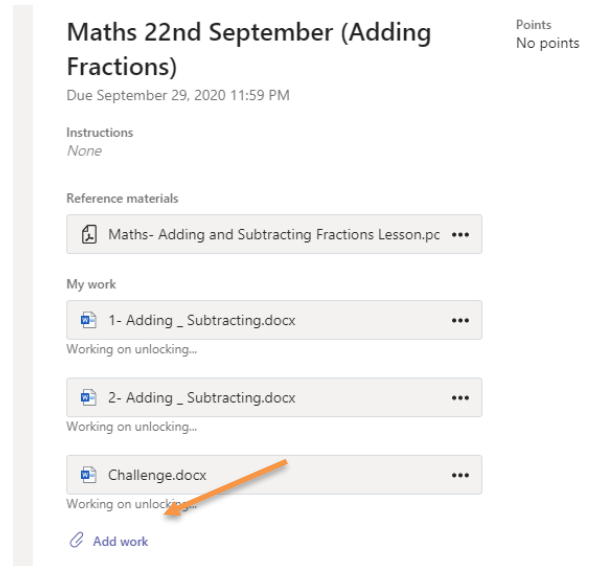 Maths 22nd September (Adding
Fractions)
Due September 29, 2020 11:59 PM
Points
No points
Instructions
None
Reference materials
Maths- Adding and Subtracting Fractions Lesson.pc
My work
1- Adding _ Subtracting.docx
Working on unlocking...
2- Adding _ Subtracting.docx
Working on unlocking...
Challenge.docx
Working on unlocking...
Add work